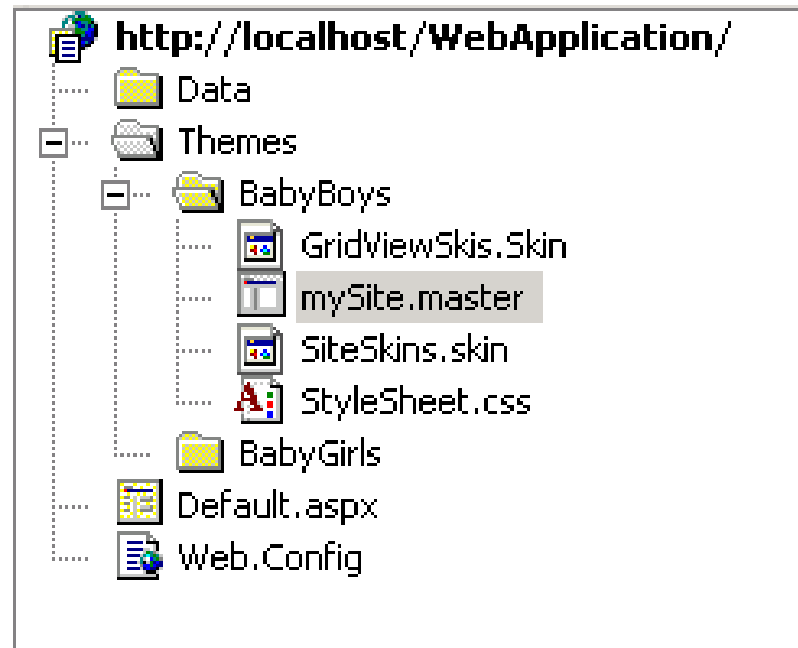 http://localhost/WebApplication/
Data
Themes
BabyBoys
GridViewSkis.Skin
mySite.master
SiteSkins.skin
StyleSheet.css
BabyGirls
Default.aspx
Web.Config